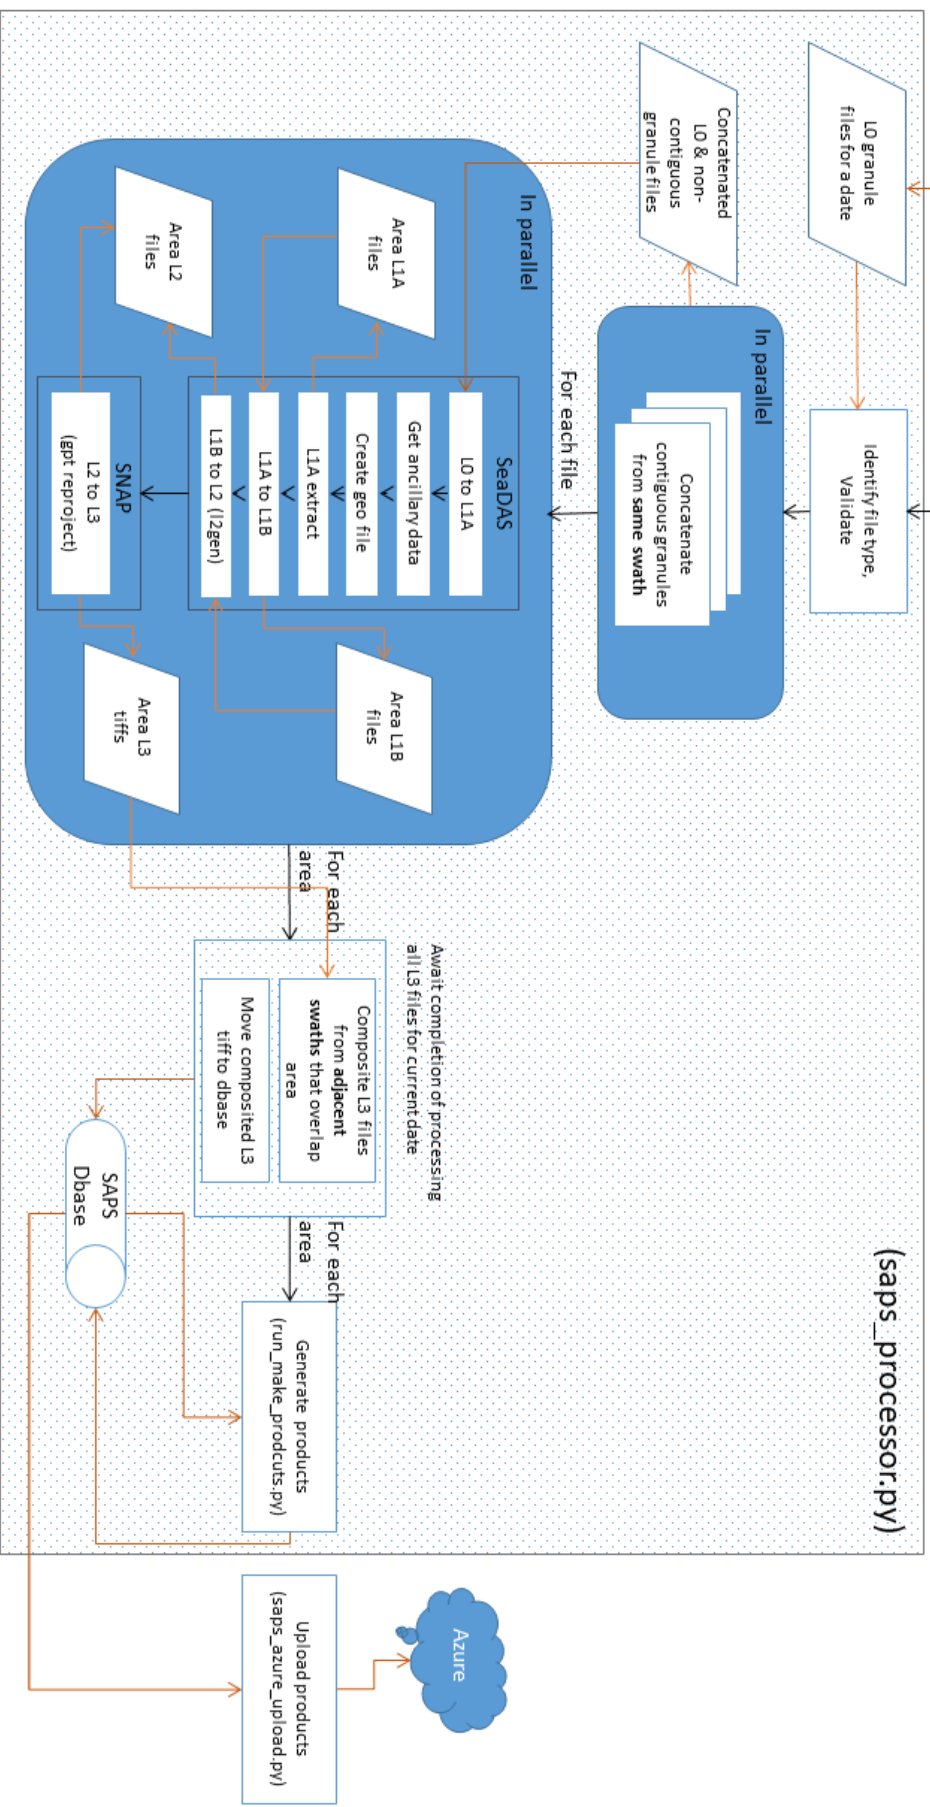 (saps_processor.py)
L0 granule
files for a date
Identify file type,
Validate
Concatenated
L0 & non-
contiguous
granule files
In parallel
Concatenate
contiguous granules
from same swath
For each file
In parallel
SeaDAS
L0 to L1A
Get ancillary data
Create geo file
L1A extract
L1A to L1B
L1B to L2 (l2gen)
Area L1A
files
Area L2
files
Area L1B
files
SNAP
L2 to L3
(gpt reproject)
Area L3
tiffs
For each
area
Await completion of processing
all L3 files for current date
Composite L3 files
from adjacent
swaths that overlap
area
Move composited L3
tiff to dbase
For each
area
SAPS
Dbase
Generate products
(run_make_prodcuts.py)
Upload products
(saps_azure_upload.py)
Azure